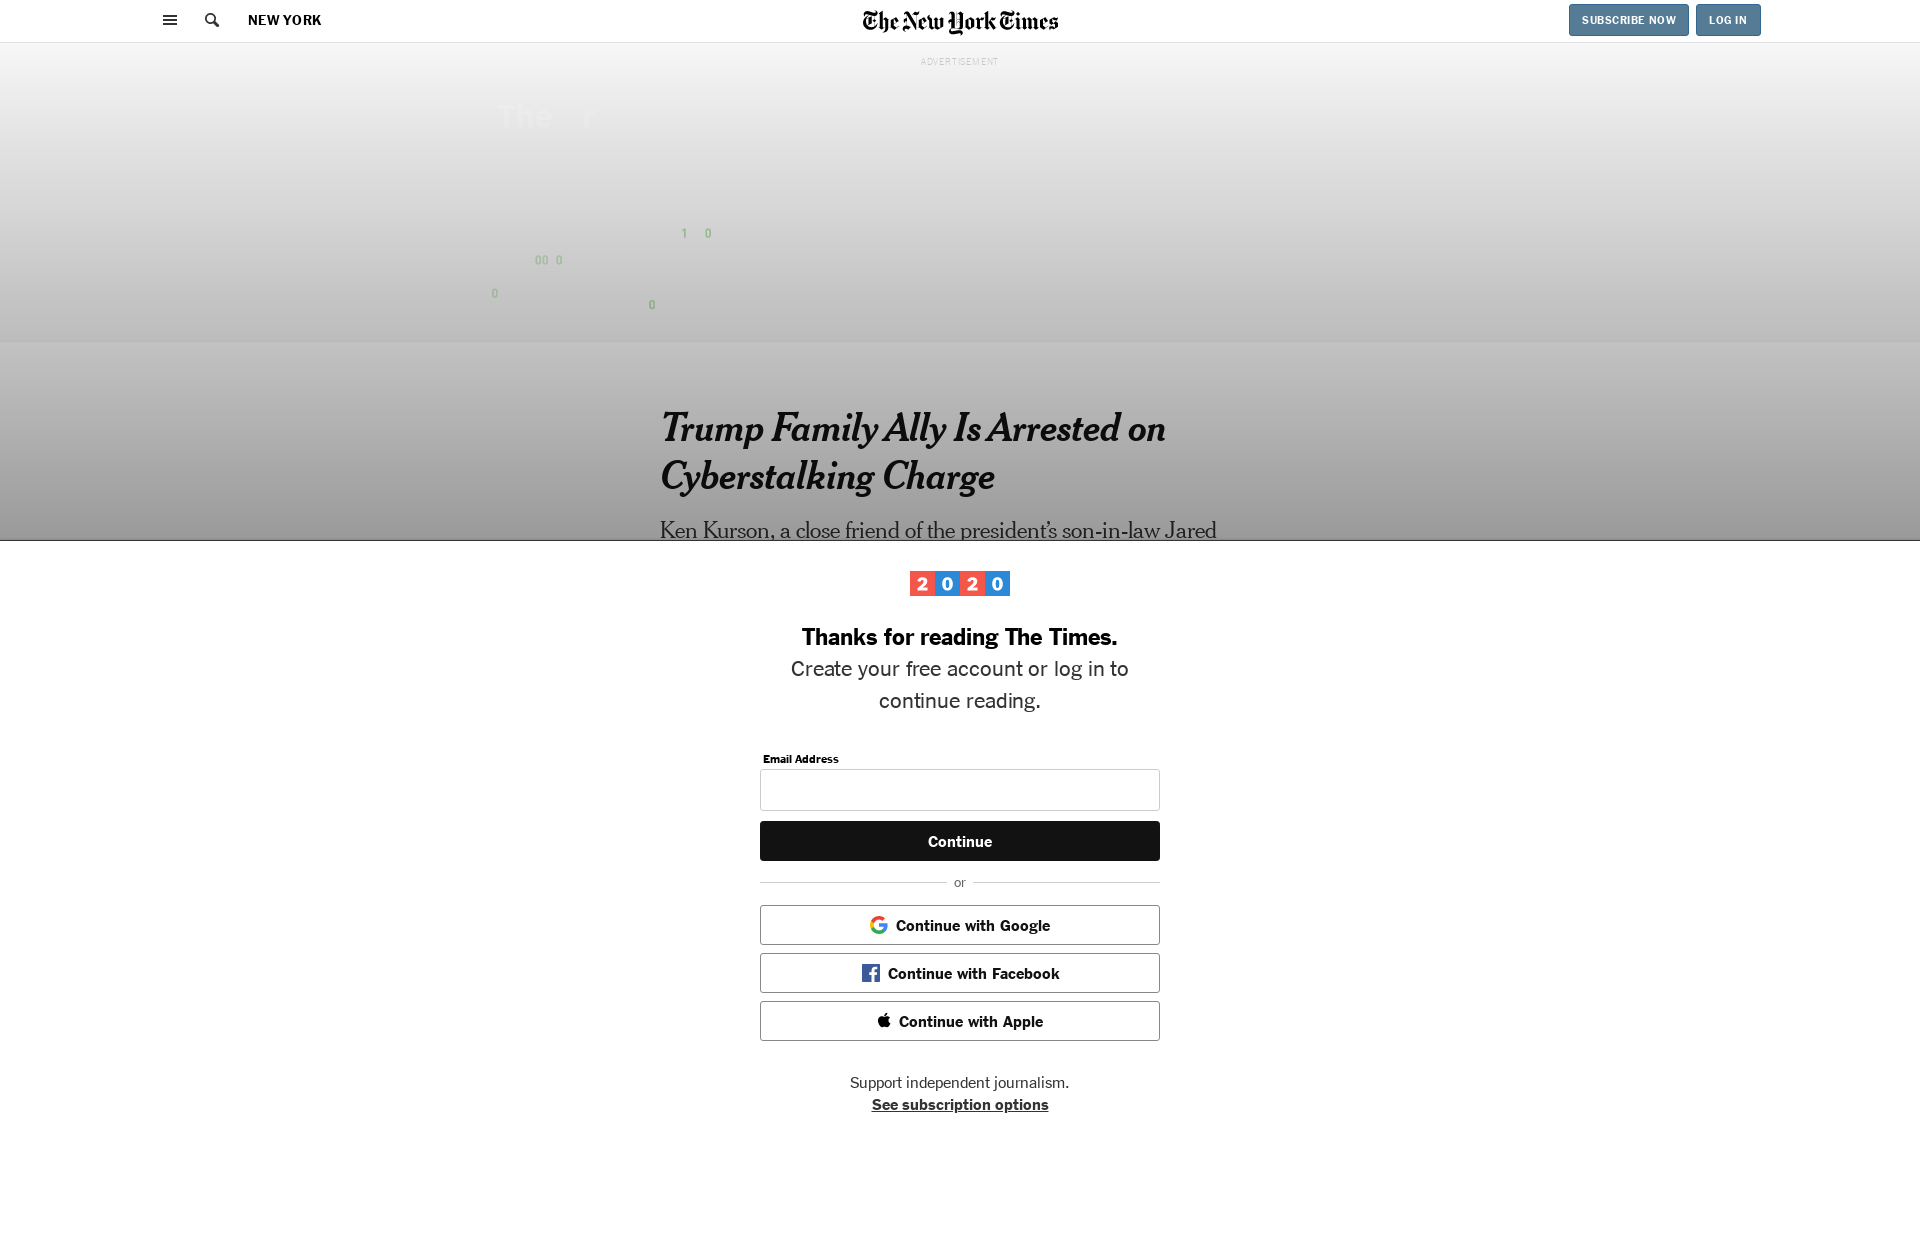 NEW YORK
The New York Times
SUBSCRIBE NOW
LOG IN
ADVERTISEMENT
The r
1 0
00 0
0
0
Trump Family Ally Is Arrested on
Cyberstalking Charge
Ken Kurson, a close friend of the president’s son-in-law Jared
2020
Thanks for reading The Times.
Create your free account or log in to
continue reading.
Email Address
Continue
or
Continue with Google
Continue with Facebook
Continue with Apple
Support independent journalism.
See subscription options